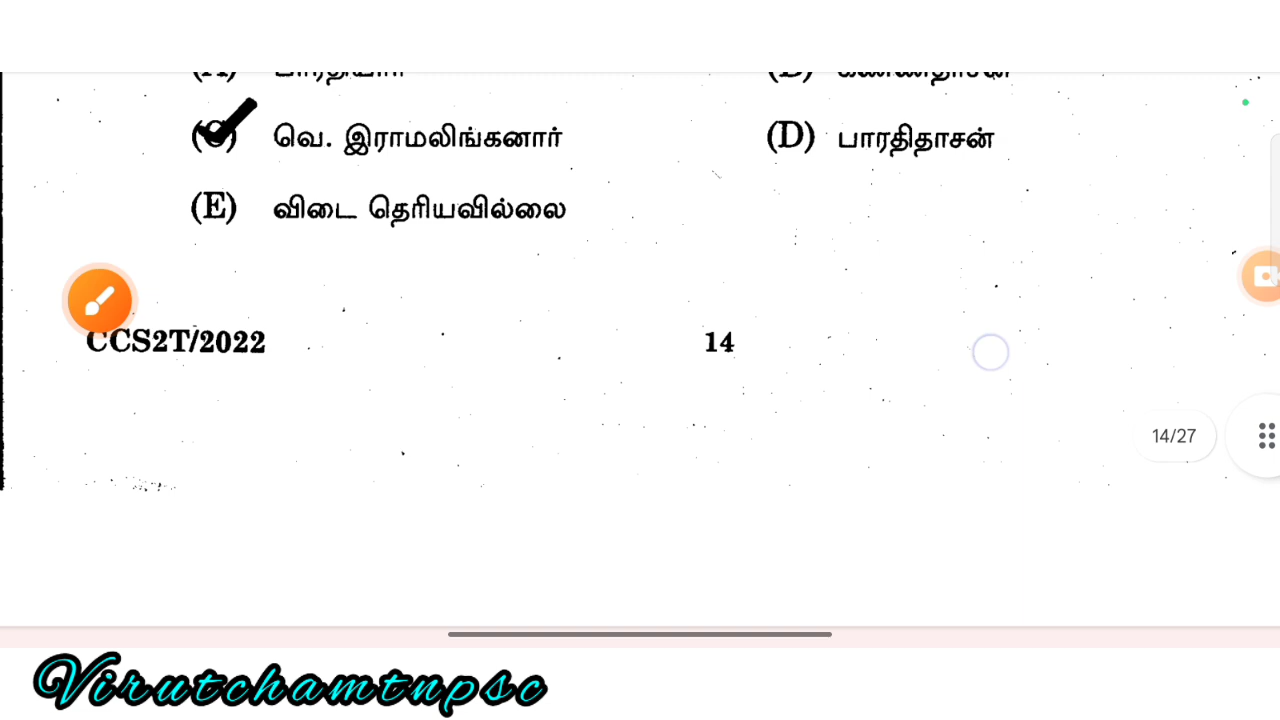 (C) வெ. இராமலிங்கனார் (D) பாரதிதாசன்
(E) விடை தெரியவில்லை
CCS2T/2022 14
14/27
Virutchamtnpsc